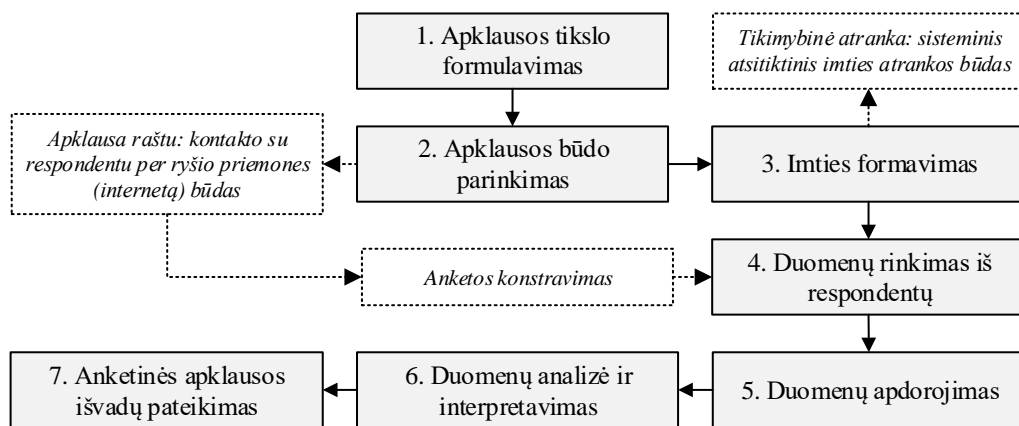 1. Apklausos tikslo
formulavimas
Tikimybinė atranka: sisteminis
atsitiktinis imties atrankos būdas
Apklausa raštu: kontakto su
respondentu per ryšio priemones
(internetą) būdas
2. Apklausos būdo
parinkimas
3. Imties formavimas
Anketos konstravimas
4. Duomenų rinkimas iš
respondentų
7. Anketinės apklausos
išvadų pateikimas
6. Duomenų analizė ir
interpretavimas
5. Duomenų apdorojimas